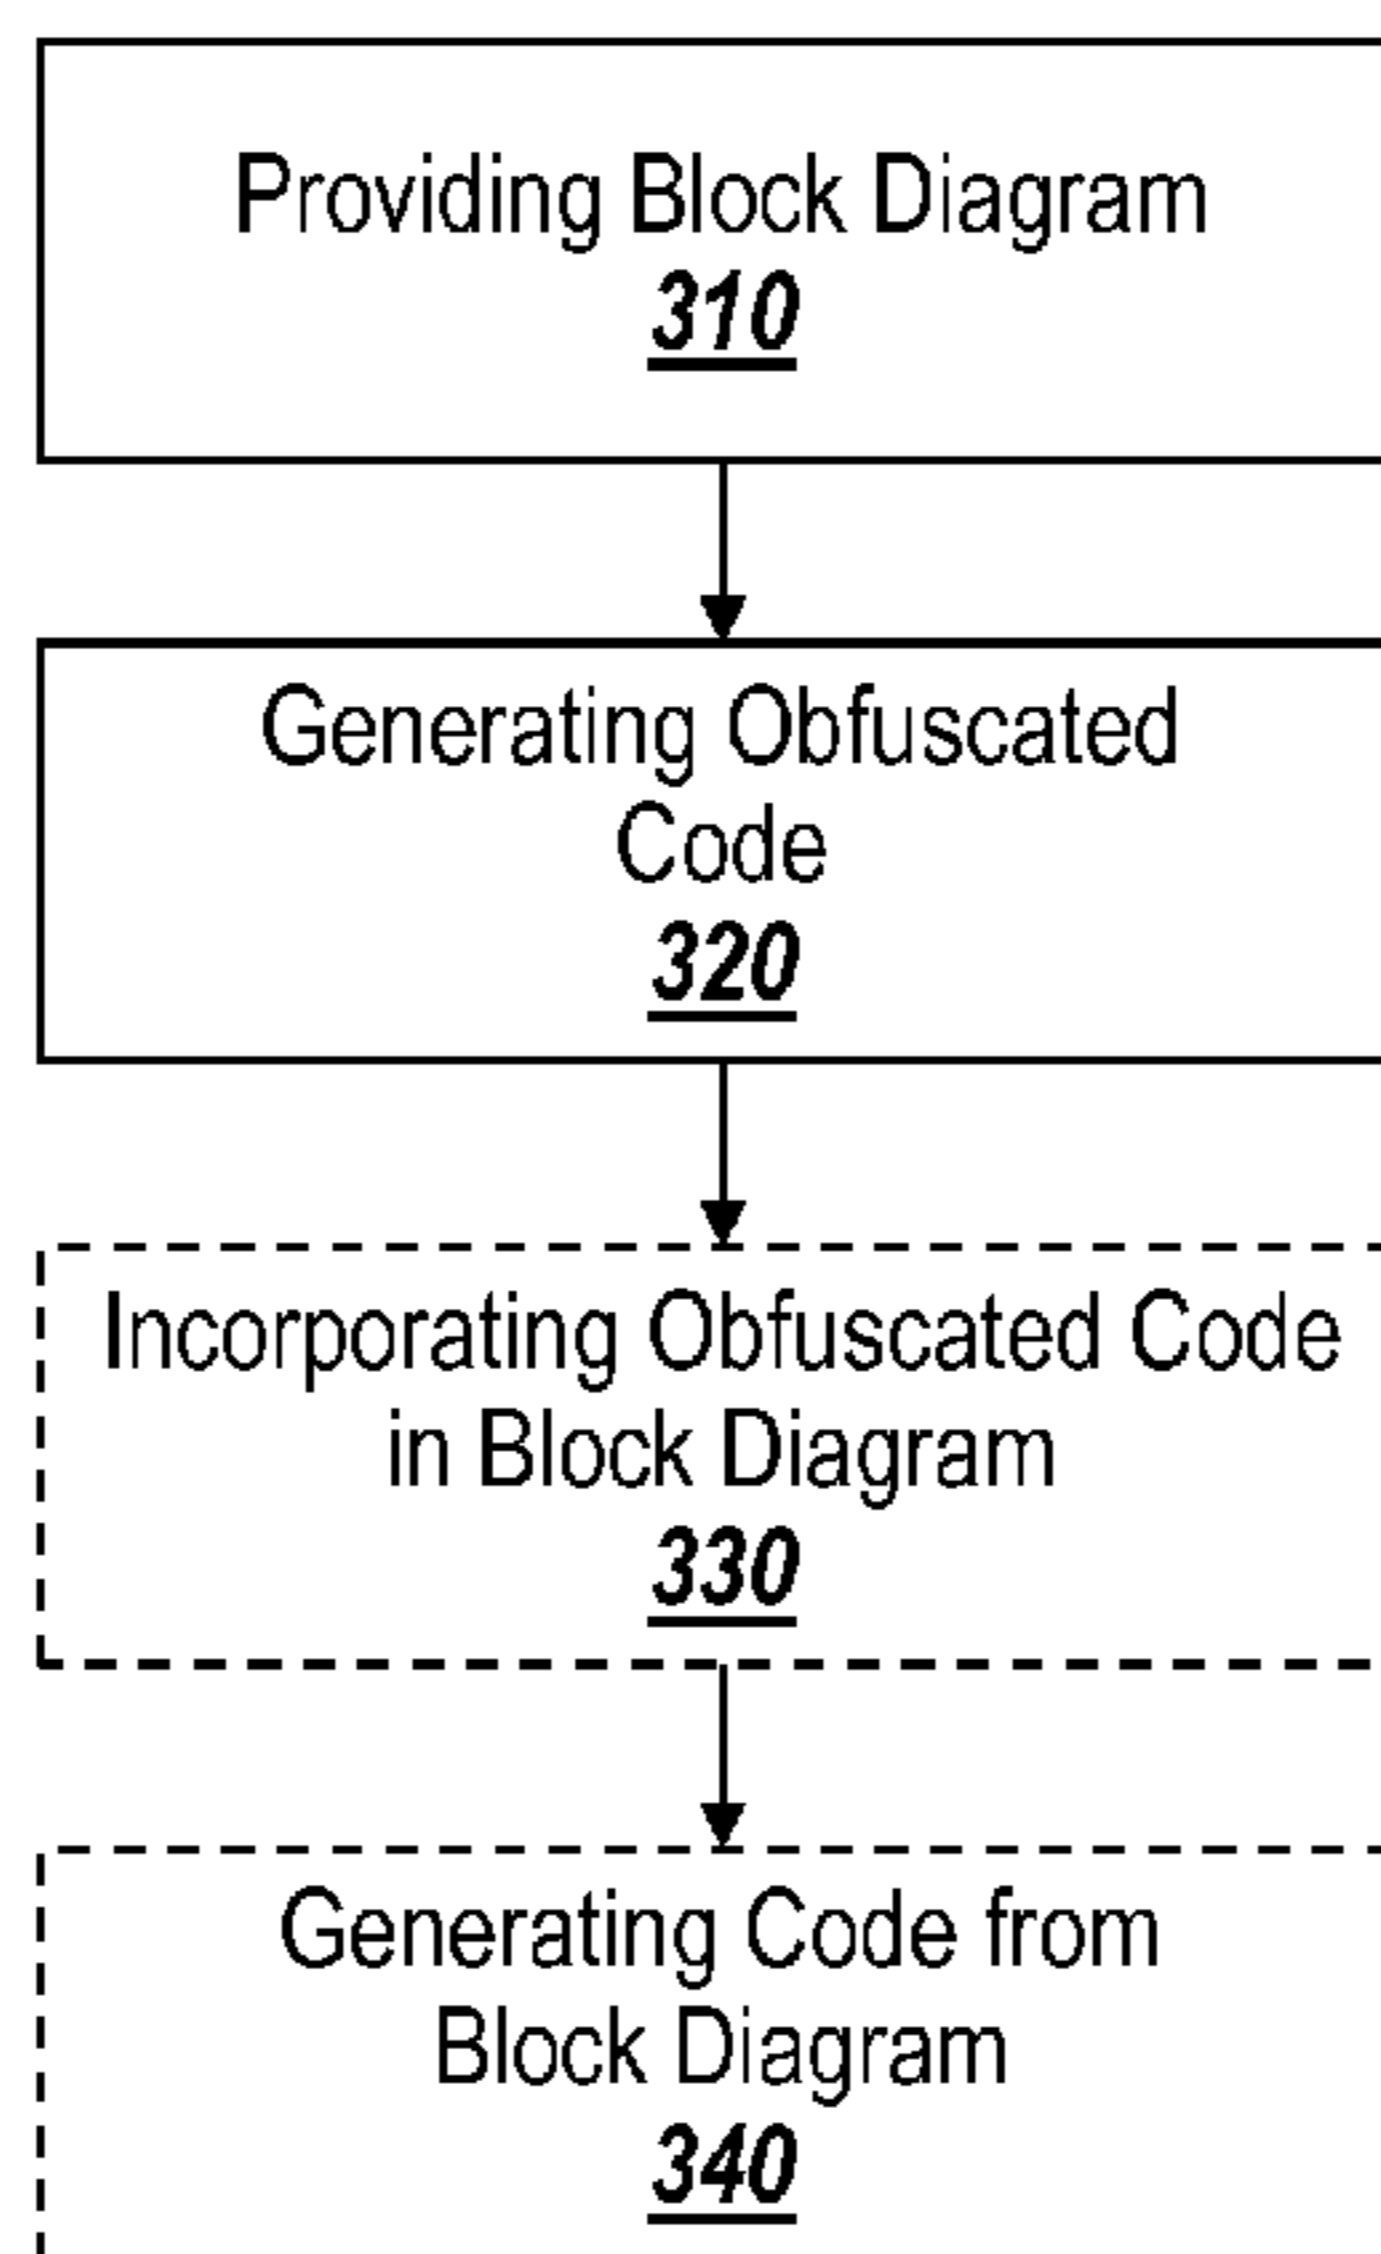 Providing Block Diagram
310
Generating Obfuscated
Code
320
Incorporating Obfuscated Code
in Block Diagram
330
Generating Code from
Block Diagram
340